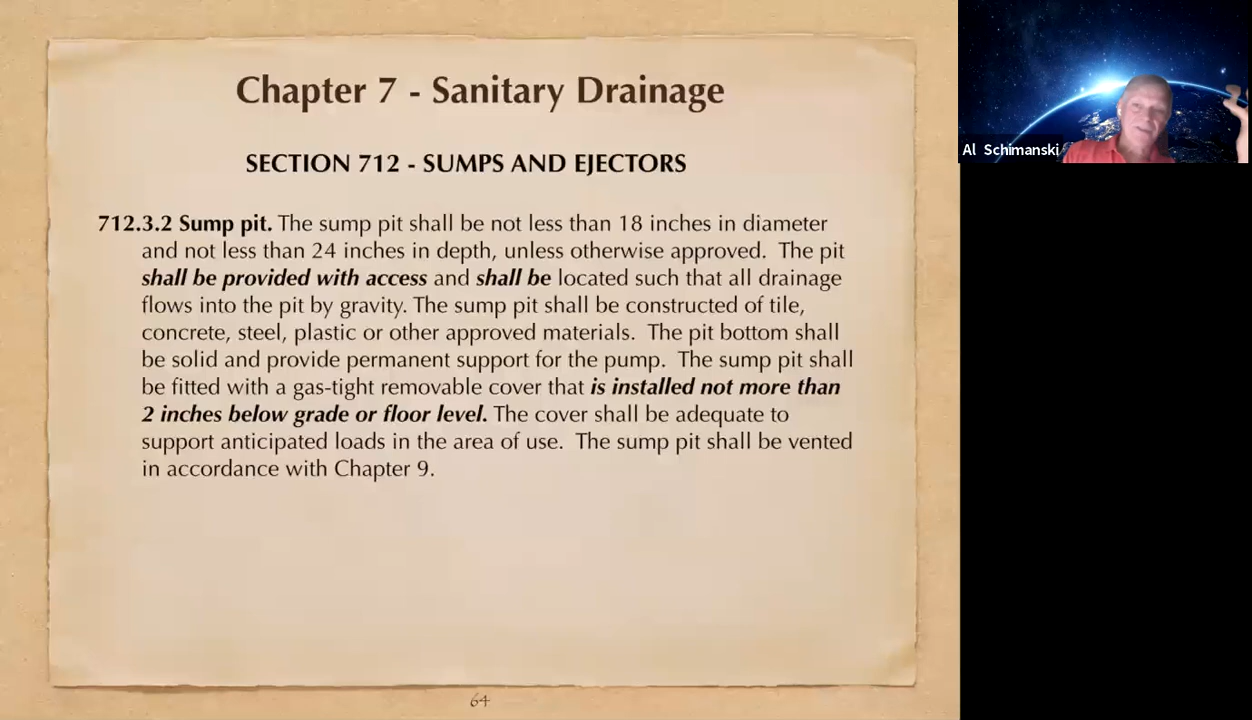 Chapter 7 - Sanitary Drainage
SECTION 712 - SUMPS AND EJECTORS
712.3.2 Sump pit. The sump pit shall be not less than 18 inches in diameter
and not less than 24 inches in depth, unless otherwise approved. The pit
shall be provided with access and shall be located such that all drainage
flows into the pit by gravity. The sump pit shall be constructed of tile,
concrete, steel, plastic or other approved materials. The pit bottom shall
be solid and provide permanent support for the pump. The sump pit shall
be fitted with a gas-tight removable cover that is installed not more than
2 inches below grade or floor level. The cover shall be adequate to
support anticipated loads in the area of use. The sump pit shall be vented
in accordance with Chapter 9.
64
Al Schimanski